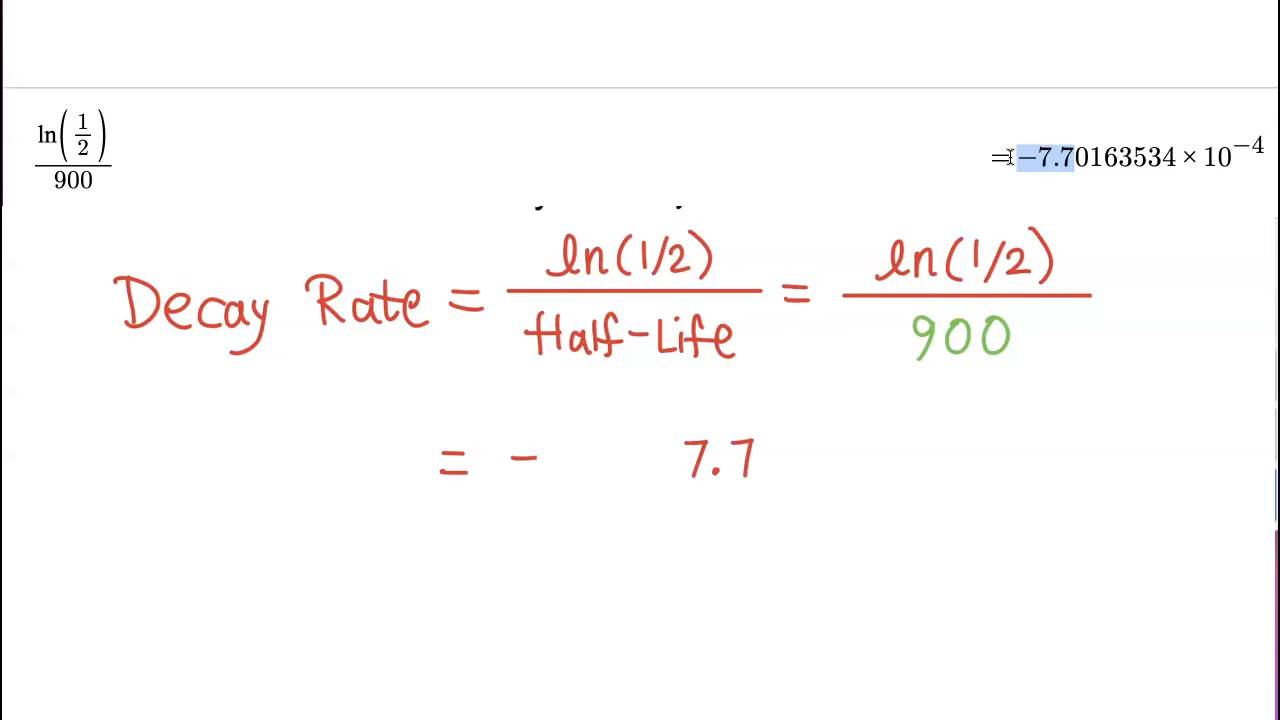 ln(1/2)/900 = −7.70163534 × 10⁻⁴
Decay Rate = ln(1/2)/Half-Life = ln(1/2)/900
= - 7.7